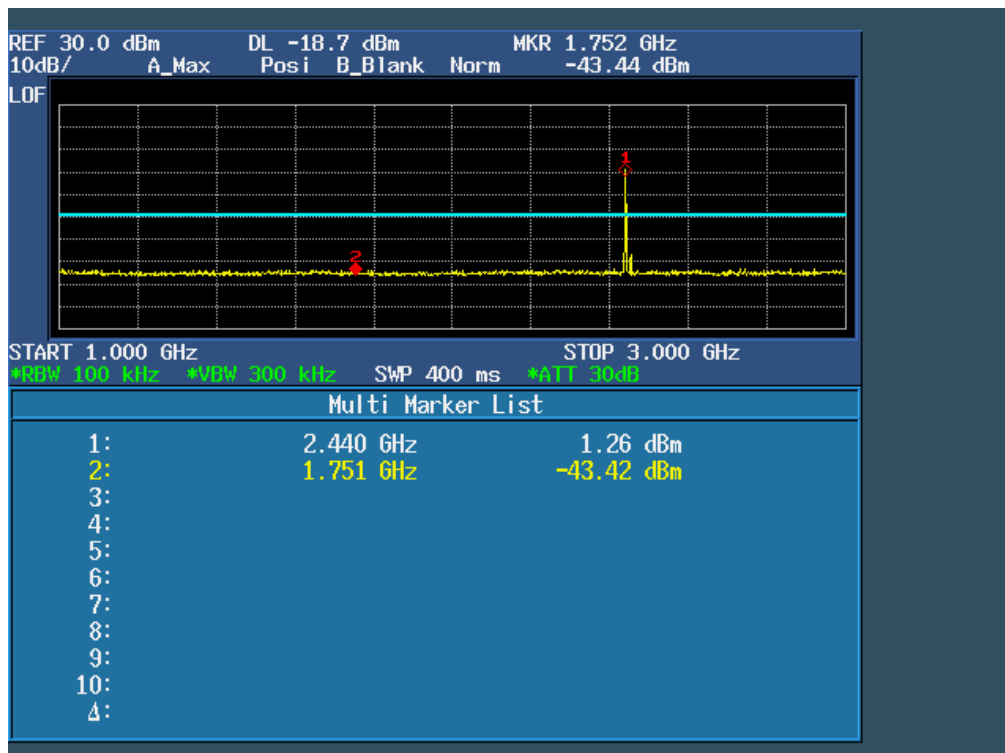 REF 30.0 dBm DL -18.7 dBm MKR 1.752 GHz
10dB/ A_Max Posi B_Blank Norm -43.44 dBm
LOF
1
2
START 1.000 GHz STOP 3.000 GHz
*RBW 100 kHz *VBW 300 kHz SWP 400 ms *ATT 30dB
Multi Marker List
1: 2.440 GHz 1.26 dBm
2: 1.751 GHz -43.42 dBm
3:
4:
5:
6:
7:
8:
9:
10:
Δ: